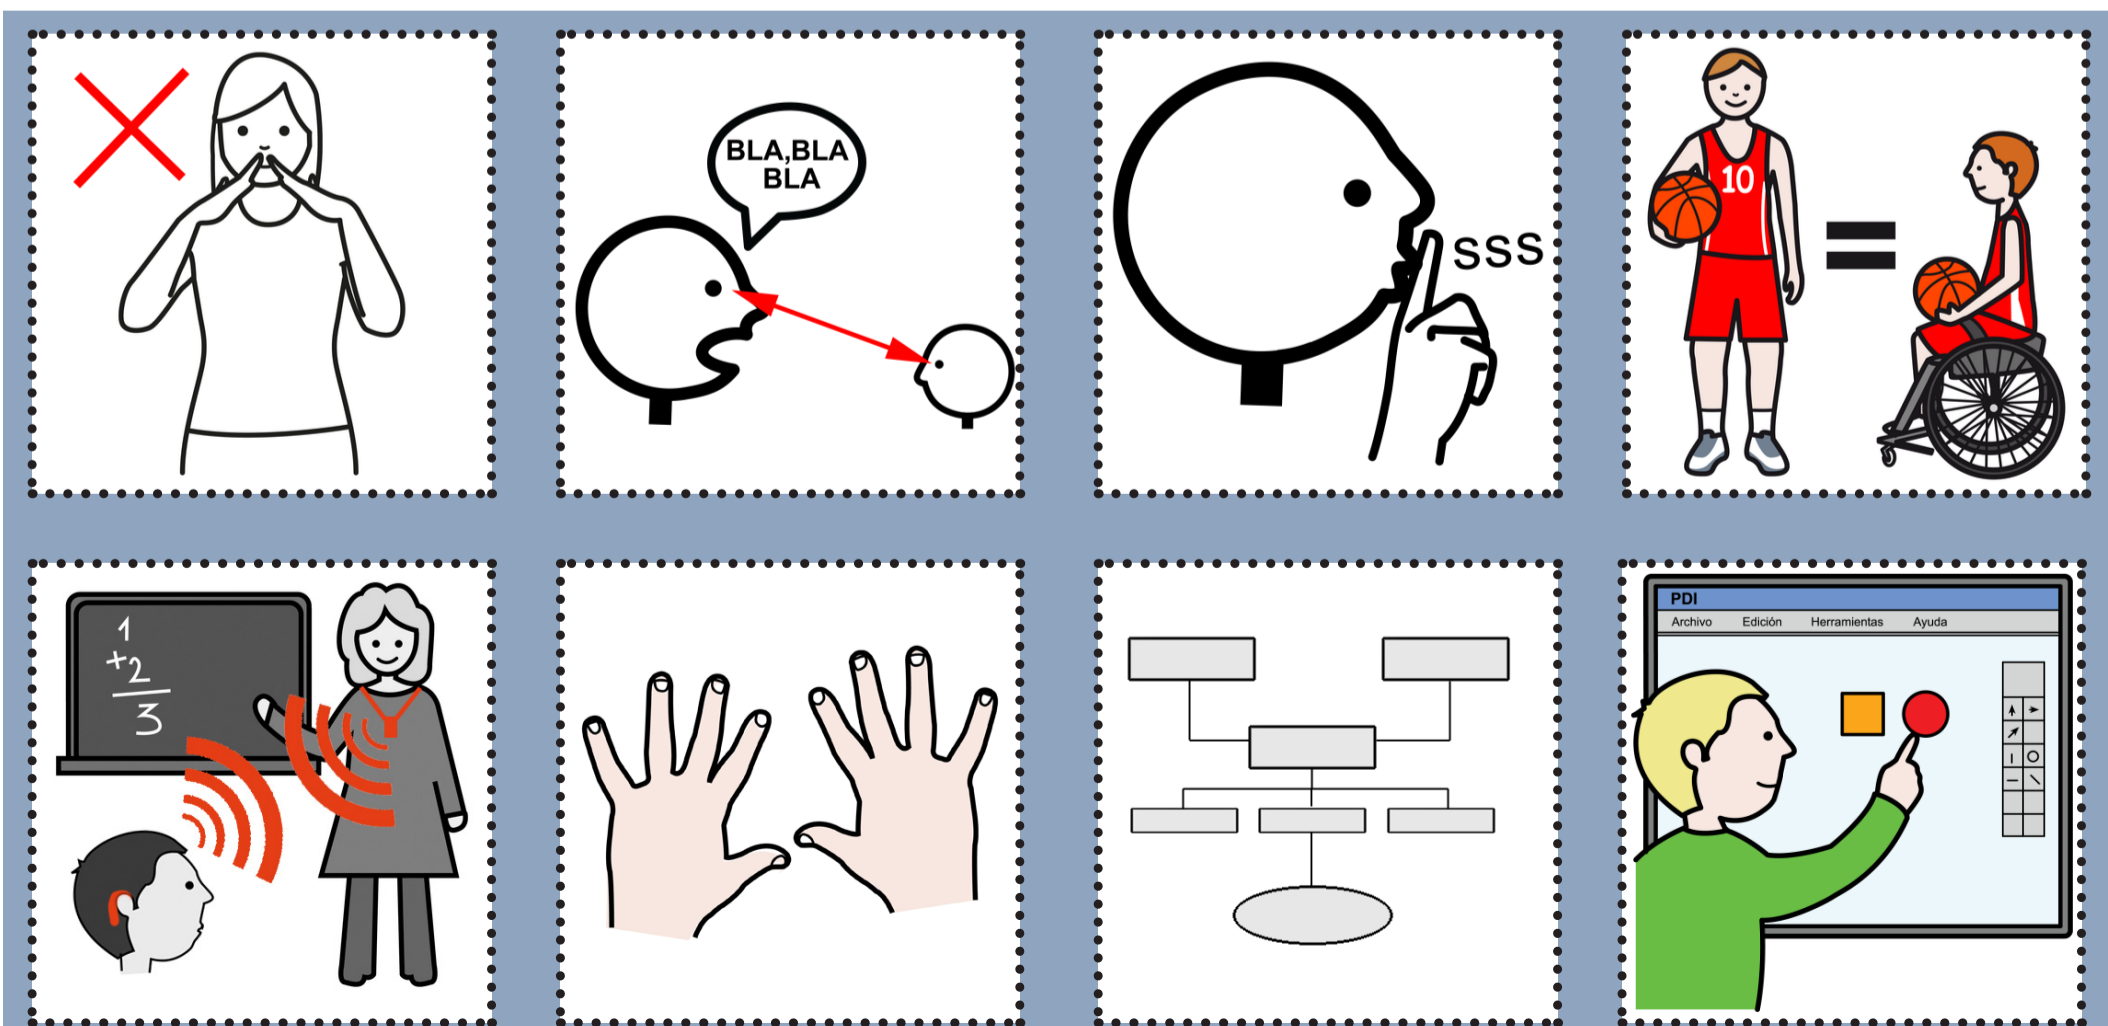 BLA,BLA
BLA
SSS
10
1
+2
3
PDI
Archivo Edición Herramientas Ayuda